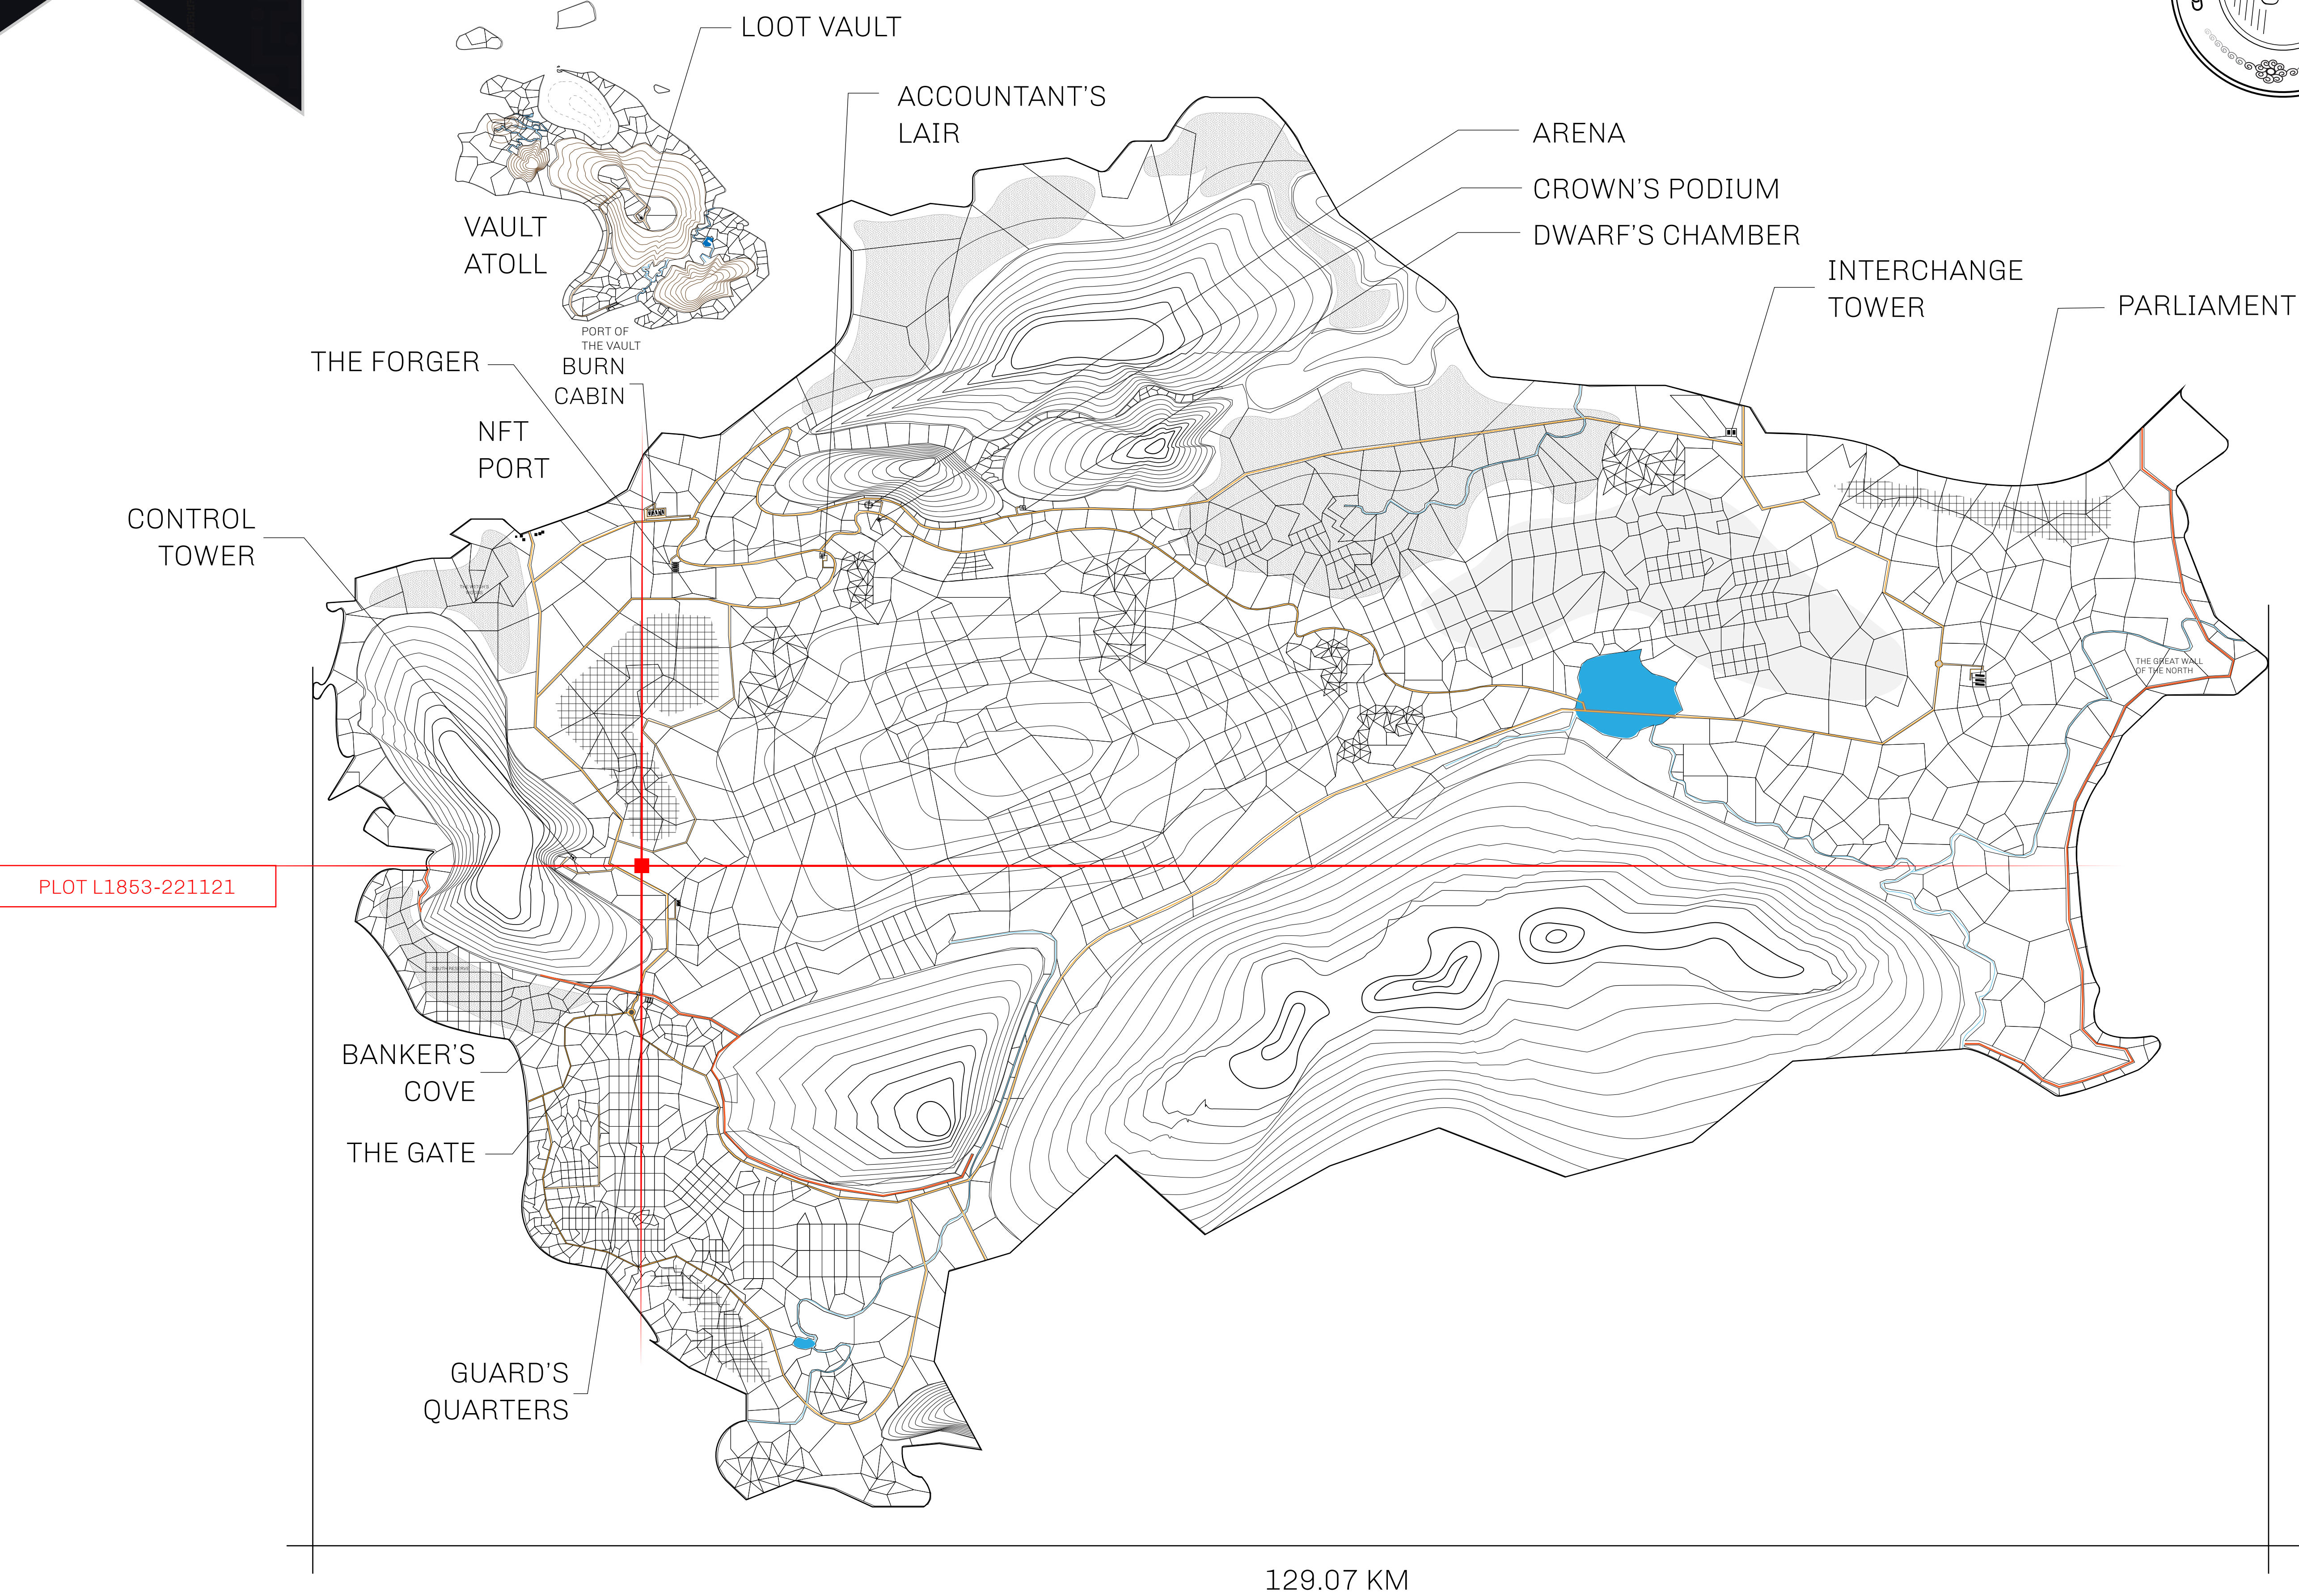 LOOT VAULT
ACCOUNTANT'S
LAIR
ARENA
CROWN'S PODIUM
DWARF'S CHAMBER
VAULT
ATOLL
INTERCHANGE
TOWER
PARLIAMENT
PORT OF
THE VAULT
THE FORGER
BURN
CABIN
NFT
PORT
CONTROL
TOWER
THE GREAT WALL
OF THE NORTH
PLOT L1853-221121
SOUTH RESERVE
BANKER'S
COVE
THE GATE
GUARD'S
QUARTERS
129.07 KM